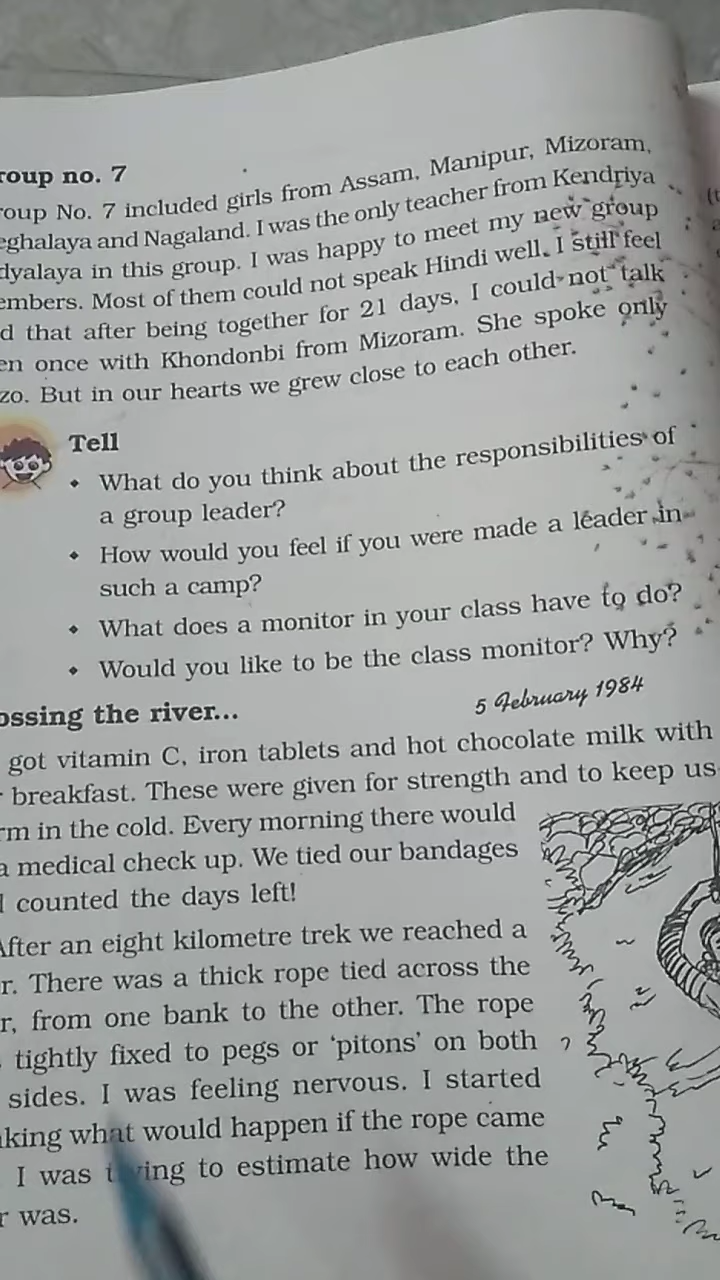 roup no. 7
roup No. 7 included girls from Assam, Manipur, Mizoram,
eghalaya and Nagaland. I was the only teacher from Kendriya
dyalaya in this group. I was happy to meet my new group
embers. Most of them could not speak Hindi well. I still feel
d that after being together for 21 days, I could not talk
en once with Khondonbi from Mizoram. She spoke only
zo. But in our hearts we grew close to each other.
Tell
• What do you think about the responsibilities of
a group leader?
• How would you feel if you were made a leader in
such a camp?
• What does a monitor in your class have to do?
• Would you like to be the class monitor? Why?
ossing the river...
5 February 1984
got vitamin C, iron tablets and hot chocolate milk with
r breakfast. These were given for strength and to keep us
rm in the cold. Every morning there would
a medical check up. We tied our bandages
d counted the days left!
After an eight kilometre trek we reached a
r. There was a thick rope tied across the
r, from one bank to the other. The rope
tightly fixed to pegs or ‘pitons’ on both
sides. I was feeling nervous. I started
nking what would happen if the rope came
I was trying to estimate how wide the
r was.